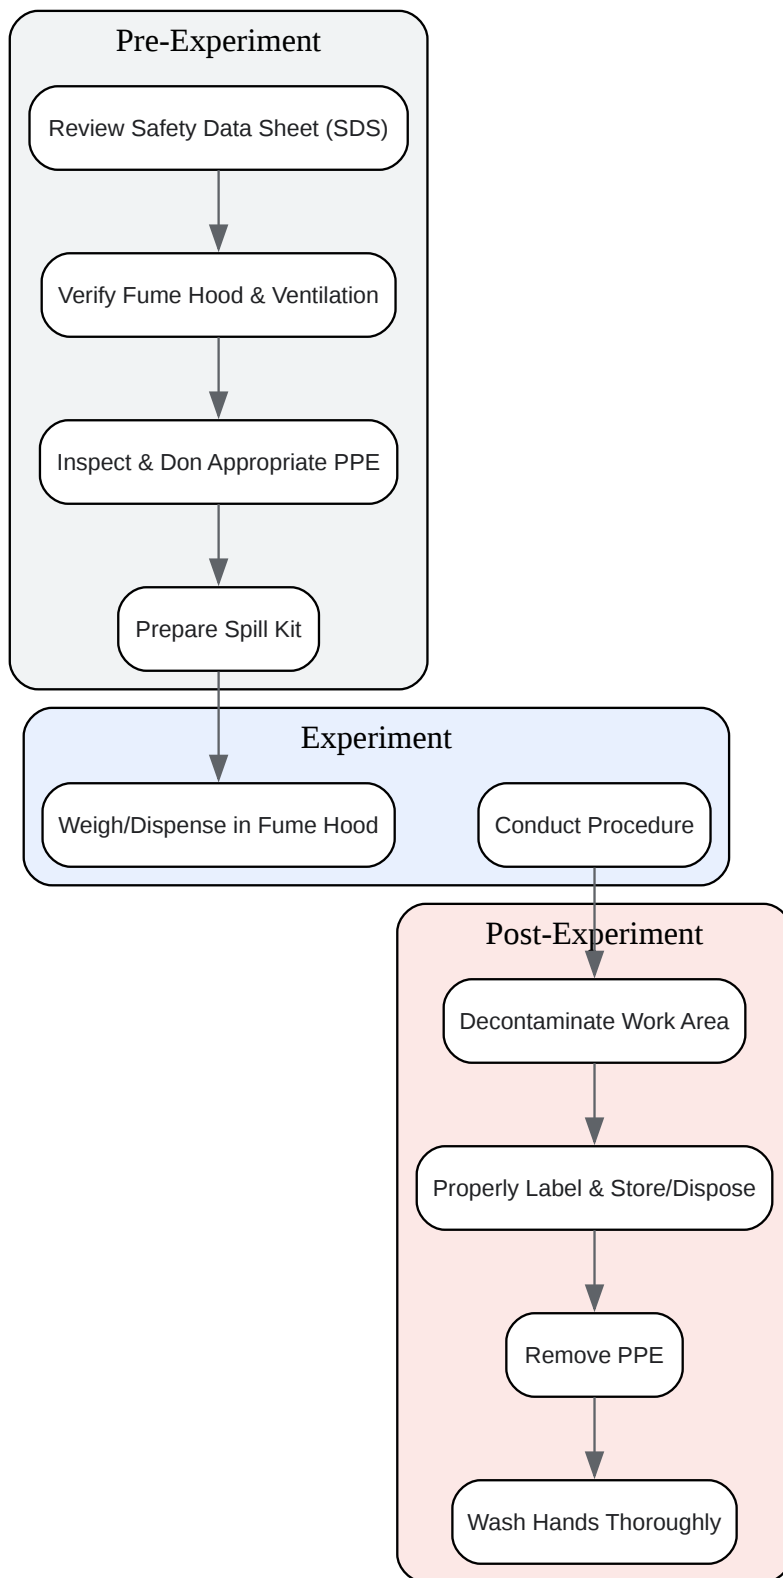 Pre-Experiment
Review Safety Data Sheet (SDS)
Verify Fume Hood & Ventilation
Inspect & Don Appropriate PPE
Prepare Spill Kit
Experiment
Weigh/Dispense in Fume Hood
Conduct Procedure
Post-Experiment
Decontaminate Work Area
Properly Label & Store/Dispose
Remove PPE
Wash Hands Thoroughly